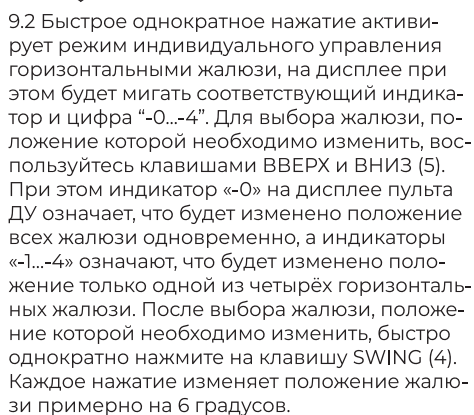 9.2 Быстрое однократное нажатие активи-
рует режим индивидуального управления
горизонтальными жалюзи, на дисплее при
этом будет мигать соответствующий индика-
тор и цифра “-0...-4”. Для выбора жалюзи, по-
ложение которой необходимо изменить, вос-
пользуйтесь клавишами ВВЕРХ и ВНИЗ (5).
При этом индикатор «-0» на дисплее пульта
ДУ означает, что будет изменено положение
всех жалюзи одновременно, а индикаторы
«-1...-4» означают, что будет изменено поло-
жение только одной из четырёх горизонталь-
ных жалюзи. После выбора жалюзи, положе-
ние которой необходимо изменить, быстро
однократно нажмите на клавишу SWING (4).
Каждое нажатие изменяет положение жалю-
зи примерно на 6 градусов.